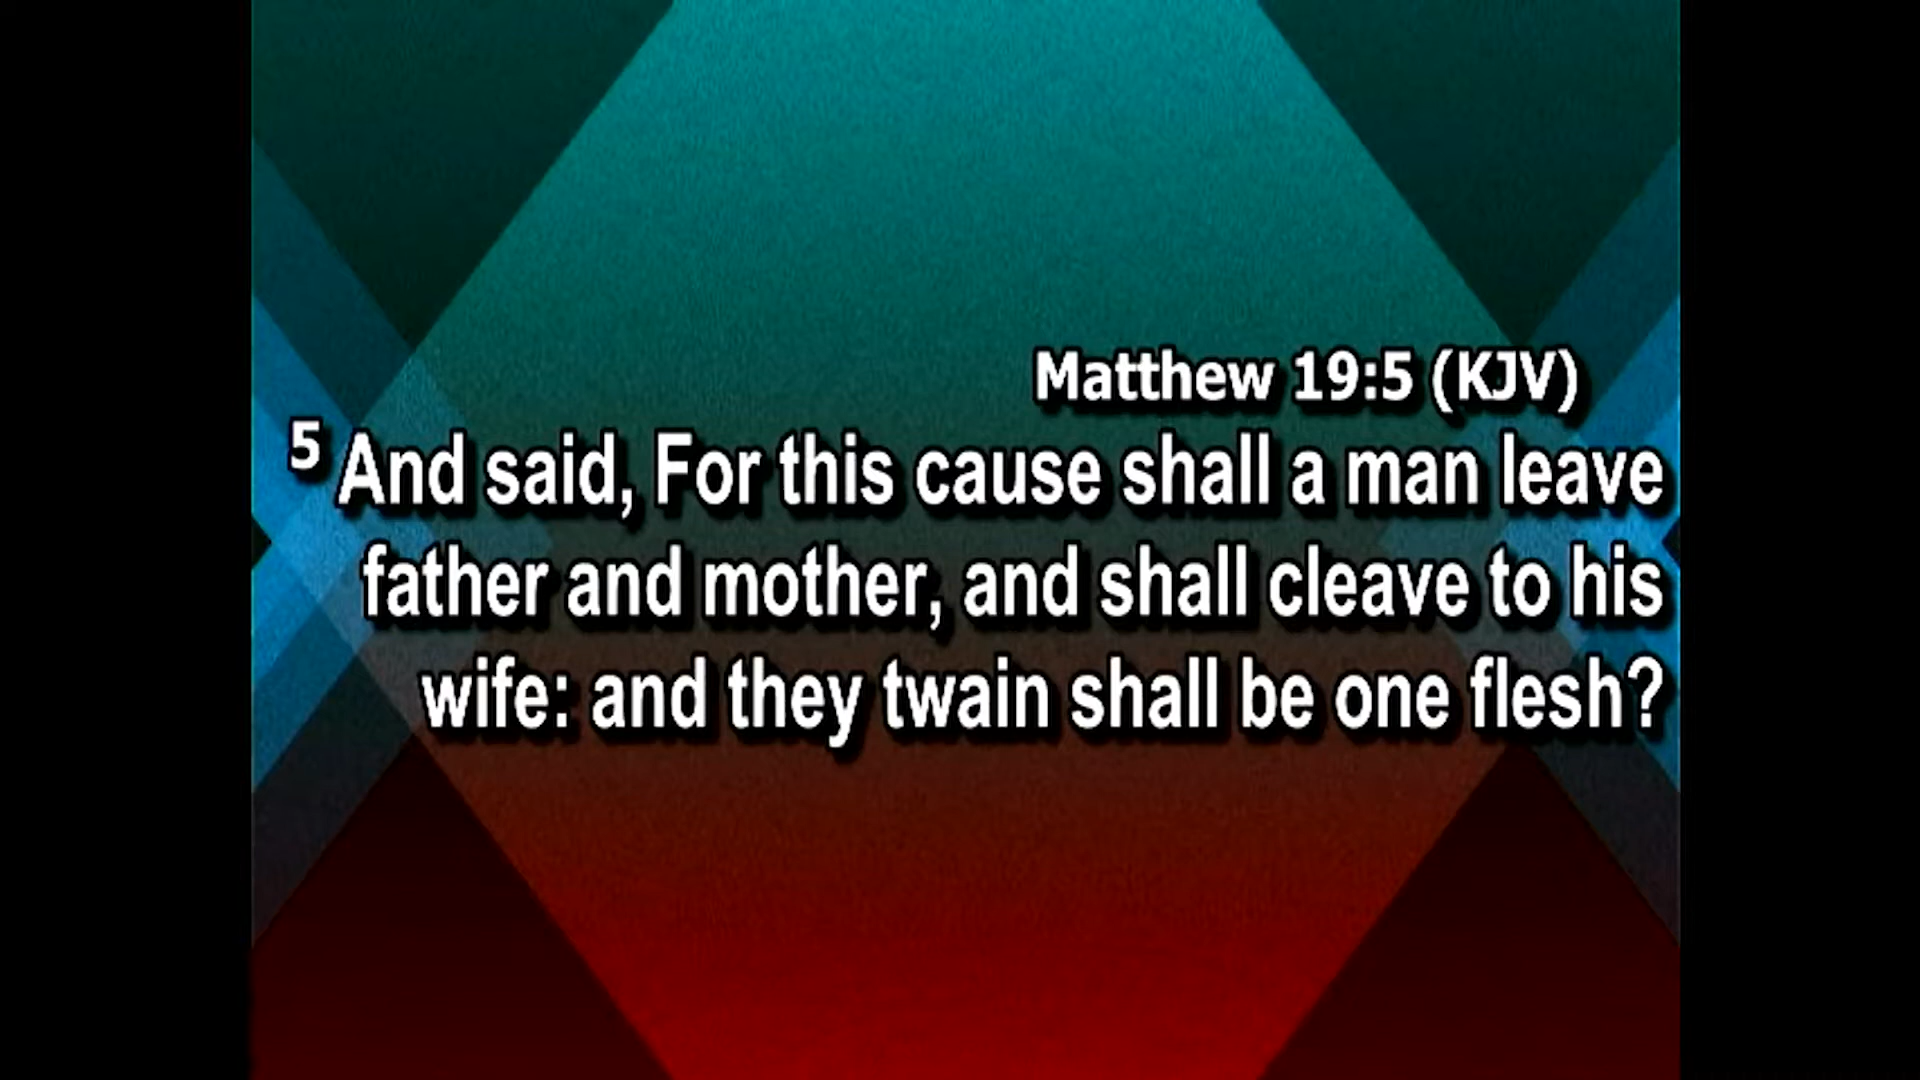 Matthew 19:5 (KJV)
5 And said, For this cause shall a man leave
father and mother, and shall cleave to his
wife: and they twain shall be one flesh?